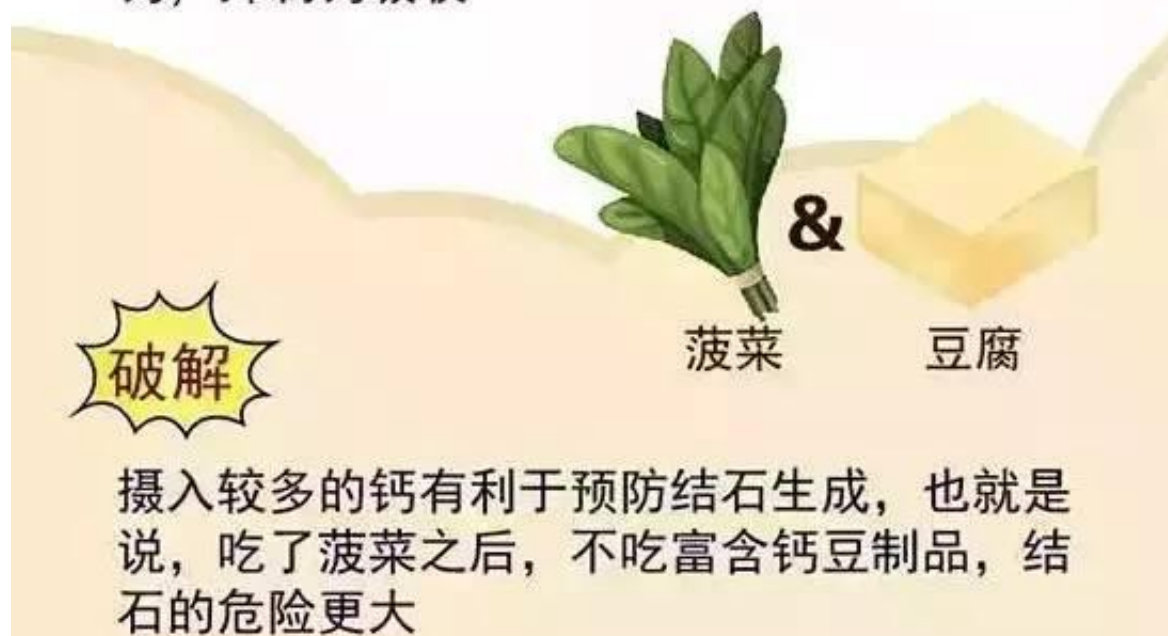 &
菠菜 豆腐
破解
摄入较多的钙有利于预防结石生成，也就是
说，吃了菠菜之后，不吃富含钙豆制品，结
石的危险更大